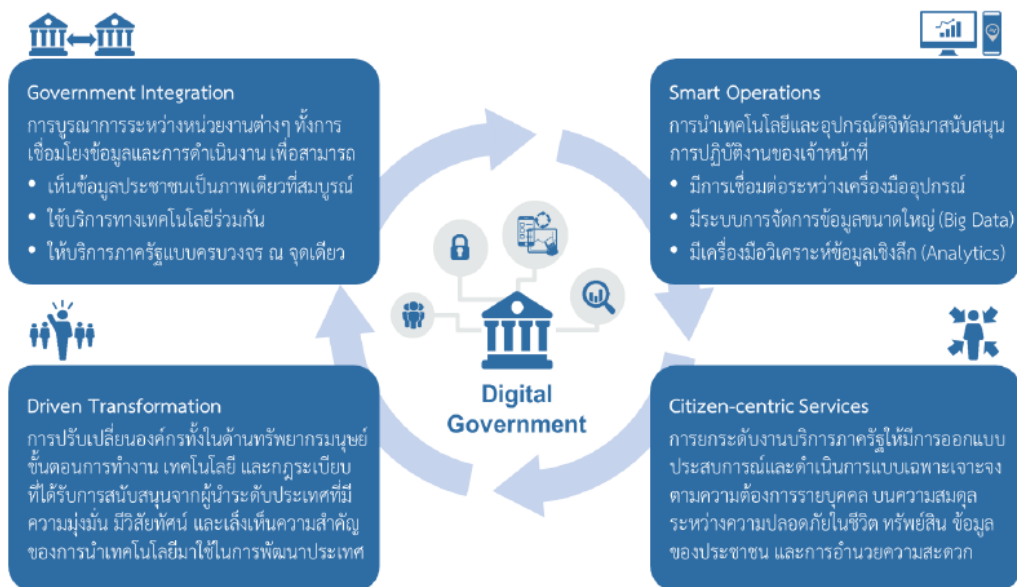 Government Integration
การบูรณาการระหว่างหน่วยงานต่างๆ ทั้งการ
เชื่อมโยงข้อมูลและการดำเนินงาน เพื่อสามารถ
• เห็นข้อมูลประชาชนเป็นภาพเดียวที่สมบูรณ์
• ใช้บริการทางเทคโนโลยีร่วมกัน
• ให้บริการภาครัฐแบบครบวงจร ณ จุดเดียว
Smart Operations
การนำเทคโนโลยีและอุปกรณ์ดิจิทัลมาสนับสนุน
การปฏิบัติงานของเจ้าหน้าที่
• มีการเชื่อมต่อระหว่างเครื่องมืออุปกรณ์
• มีระบบการจัดการข้อมูลขนาดใหญ่ (Big Data)
• มีเครื่องมือวิเคราะห์ข้อมูลเชิงลึก (Analytics)
Digital
Government
Driven Transformation
การปรับเปลี่ยนองค์กรทั้งในด้านทรัพยากรมนุษย์
ขั้นตอนการทำงาน เทคโนโลยี และกฎระเบียบ
ที่ได้รับการสนับสนุนจากผู้นำระดับประเทศที่มี
ความมุ่งมั่น มีวิสัยทัศน์ และเล็งเห็นความสำคัญ
ของการนำเทคโนโลยีมาใช้ในการพัฒนาประเทศ
Citizen-centric Services
การยกระดับงานบริการภาครัฐให้มีการออกแบบ
ประสบการณ์และดำเนินการแบบเฉพาะเจาะจง
ตามความต้องการรายบุคคล บนความสมดุล
ระหว่างความปลอดภัยในชีวิต ทรัพย์สิน ข้อมูล
ของประชาชน และการอำนวยความสะดวก